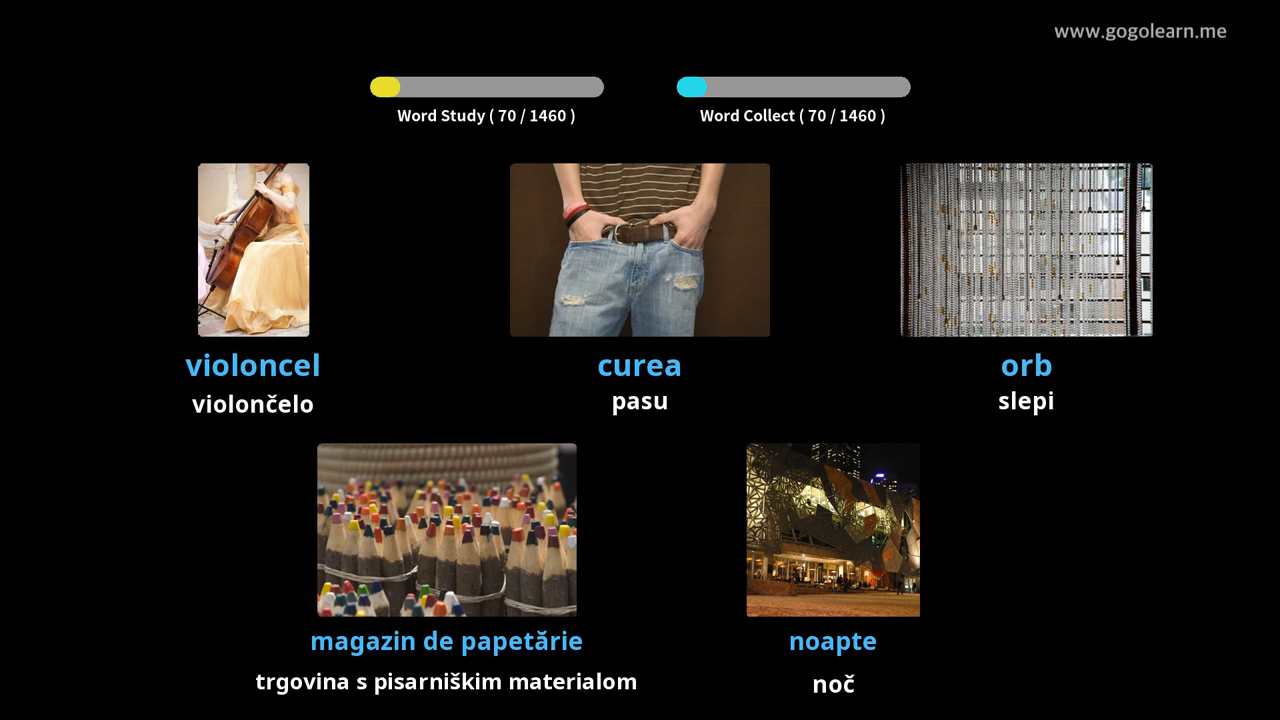 www.gogolearn.me
Word Study ( 70 / 1460 )
Word Collect ( 70 / 1460 )
violoncel
violončelo
curea
pasu
orb
slepi
magazin de papetărie
trgovina s pisarniškim materialom
noapte
noč